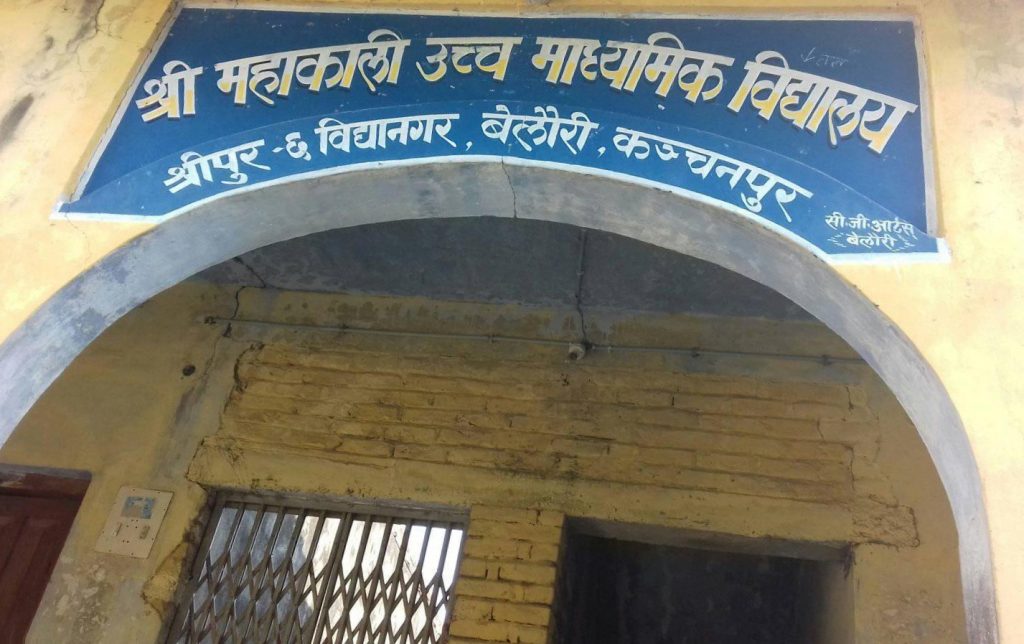 श्री महाकाली उच्च माध्यमिक विद्यालय
श्रीपुर - ६ विद्यानगर, बेलौरी, कञ्चनपुर
सी.जी.आर्टस्
बेलौरी